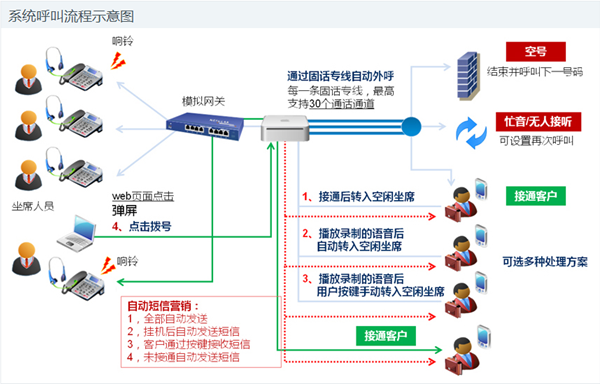 系统呼叫流程示意图
响铃
模拟网关
通过固话专线自动外呼
每一条固话专线，最高
支持30个通话通道
空号
结束并呼叫下一号码
忙音/无人接听
可设置再次呼叫
坐席人员
web页面点击
弹屏
4、点击拨号
响铃
1、接通后转入空闲坐席
接通客户
2、播放录制的语音后
自动转入空闲坐席
可选多种处理方案
3、播放录制的语音后
用户按键手动转入空闲坐席
自动短信营销：
1，全部自动发送
2，挂机后自动发送短信
3，客户通过按键接收短信
4，未接通自动发送短信
接通客户